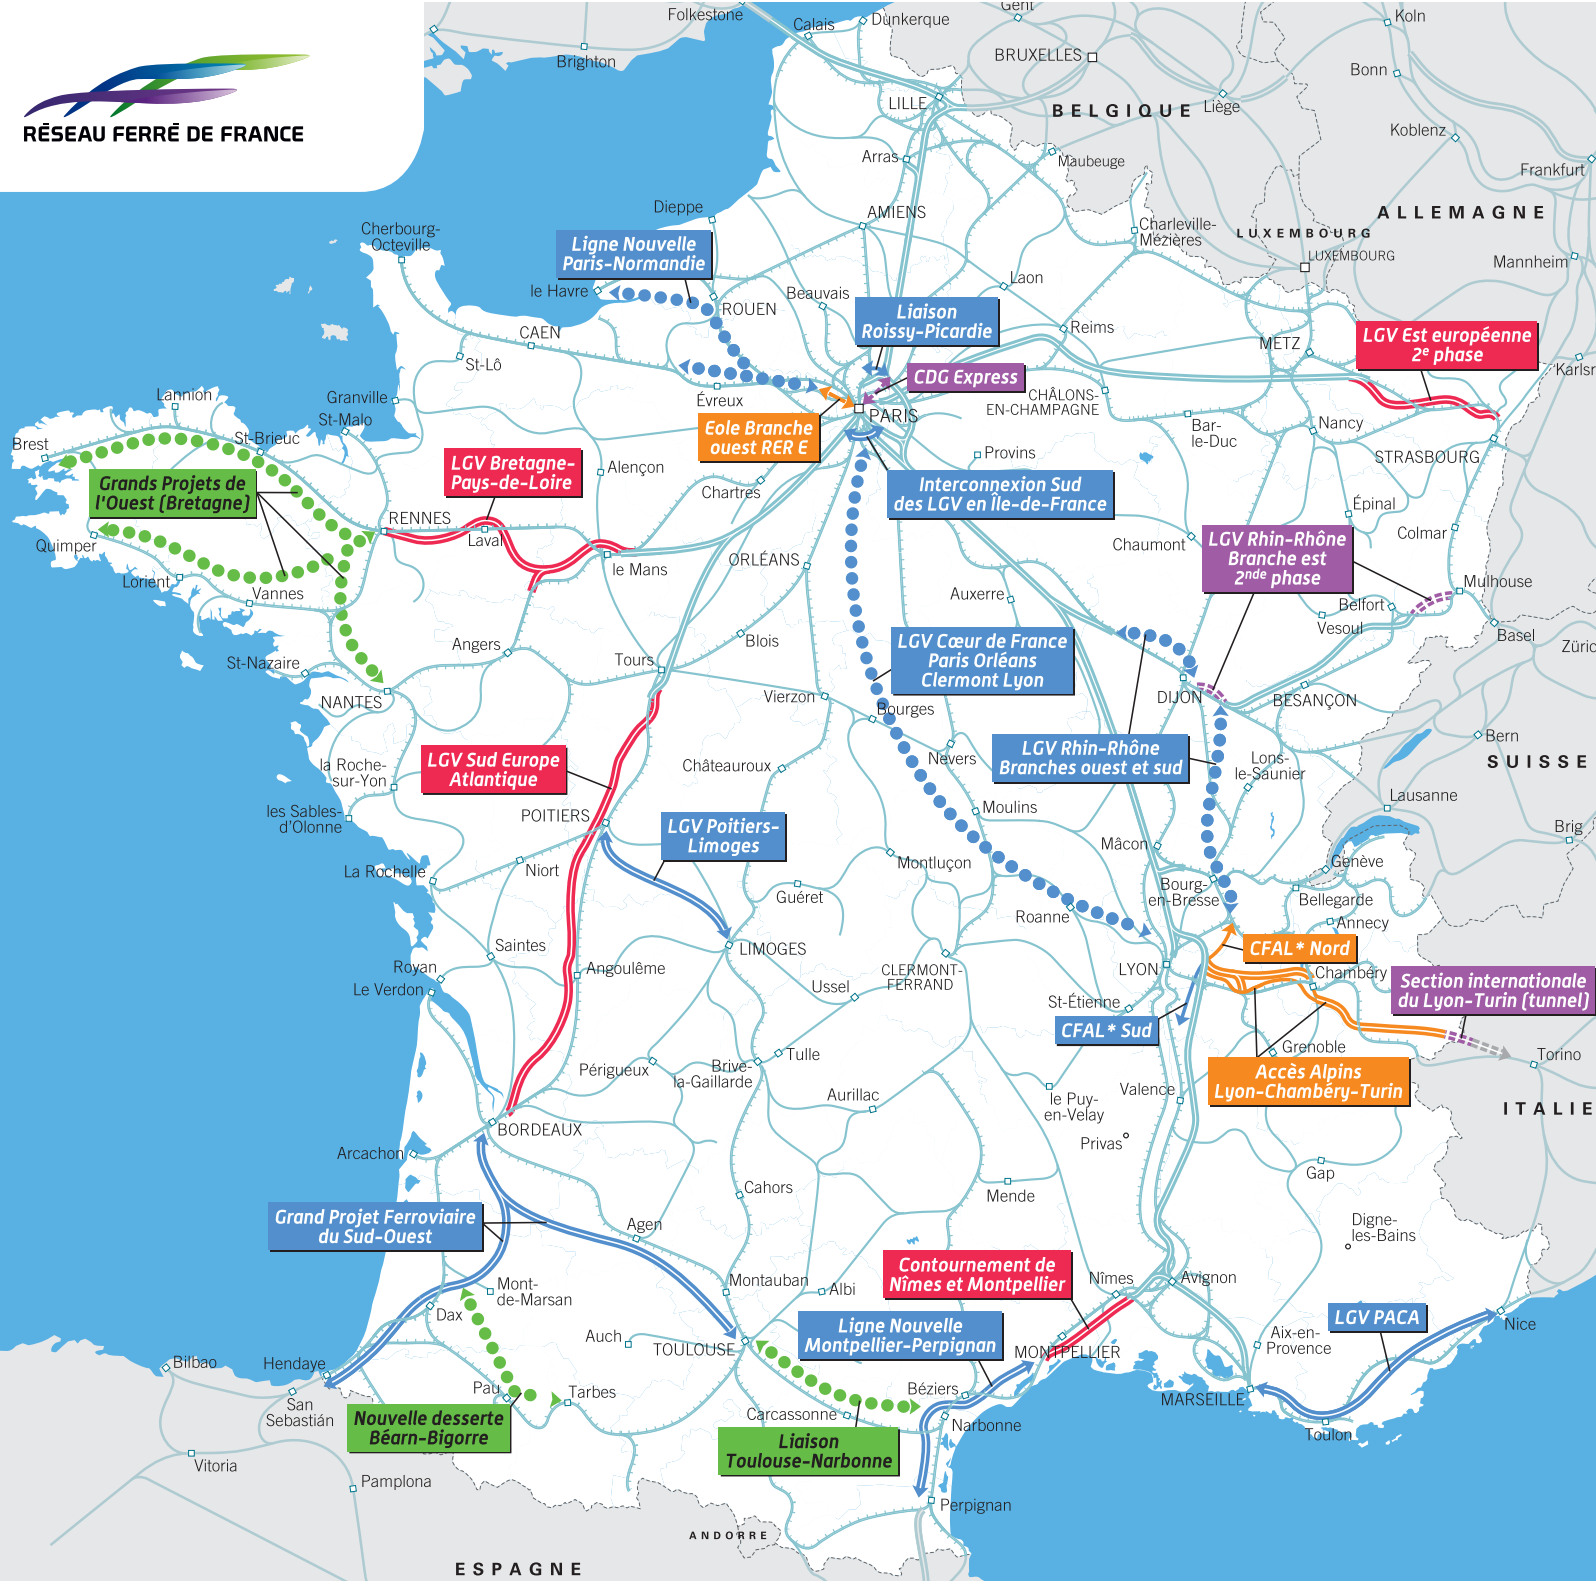 RÉSEAU FERRÉ DE FRANCE
Folkestone
Brighton
Calais
Dunkerque
Gent
BRUXELLES
Koln
Bonn
LILLE
BELGIQUE
Liège
Koblenz
Frankfurt
Arras
Maubeuge
Dieppe
AMIENS
ALLEMAGNE
Cherbourg-
Octeville
Charleville-
Mézières
LUXEMBOURG
LUXEMBOURG
Mannheim
Ligne Nouvelle
Paris-Normandie
le Havre
ROUEN
Beauvais
Laon
Liaison
Roissy-Picardie
Reims
METZ
LGV Est européenne
2e phase
Karlsr
CAEN
St-Lô
CDG Express
Granville
Évreux
CHÂLONS-
EN-CHAMPAGNE
Lannion
St-Malo
PARIS
Bar-
le-Duc
Nancy
Eole Branche
ouest RER E
Brest
St-Brieuc
STRASBOURG
Provins
LGV Bretagne-
Pays-de-Loire
Alençon
Grands Projets de
l'Ouest (Bretagne)
Chartres
Interconnexion Sud
des LGV en Île-de-France
Épinal
RENNES
Laval
Colmar
Quimper
Chaumont
LGV Rhin-Rhône
Branche est
2nde phase
le Mans
ORLÉANS
Lorient
Vannes
Auxerre
Mulhouse
Belfort
Vesoul
Basel
Züric
Angers
Blois
LGV Cœur de France
Paris Orléans
Clermont Lyon
St-Nazaire
Tours
NANTES
Vierzon
Bourges
DIJON
BESANÇON
Bern
LGV Rhin-Rhône
Branches ouest et sud
LGV Sud Europe
Atlantique
Nevers
Châteauroux
Lons-
le-Saunier
SUISSE
la Roche-
sur-Yon
Lausanne
les Sables-
d'Olonne
POITIERS
LGV Poitiers-
Limoges
Moulins
Brig
Mâcon
La Rochelle
Niort
Montluçon
Genève
Guéret
Bourg-
en-Bresse
Bellegarde
Roanne
Annecy
Saintes
LIMOGES
CFAL* Nord
Royan
Angoulême
CLERMONT-
FERRAND
LYON
Chambéry
Le Verdon
Ussel
St-Étienne
Section internationale
du Lyon-Turin (tunnel)
CFAL* Sud
Grenoble
Torino
Tulle
Périgueux
Brive-
la-Gaillarde
Accès Alpins
Lyon-Chambéry-Turin
Aurillac
le Puy-
en-Velay
Valence
ITALIE
BORDEAUX
Privas
Arcachon
Gap
Cahors
Mende
Grand Projet Ferroviaire
du Sud-Ouest
Agen
Digne-
les-Bains
Contournement de
Nîmes et Montpellier
Nîmes
Avignon
Mont-
de-Marsan
Montauban
Albi
Dax
Ligne Nouvelle
Montpellier-Perpignan
LGV PACA
Nice
Auch
TOULOUSE
MONTPELLIER
Aix-en-
Provence
Bilbao
Hendaye
Pau
Tarbes
Béziers
MARSEILLE
San
Sebastián
Nouvelle desserte
Béarn-Bigorre
Carcassonne
Narbonne
Toulon
Liaison
Toulouse-Narbonne
Vitoria
Pamplona
Perpignan
ANDORRE
ESPAGNE